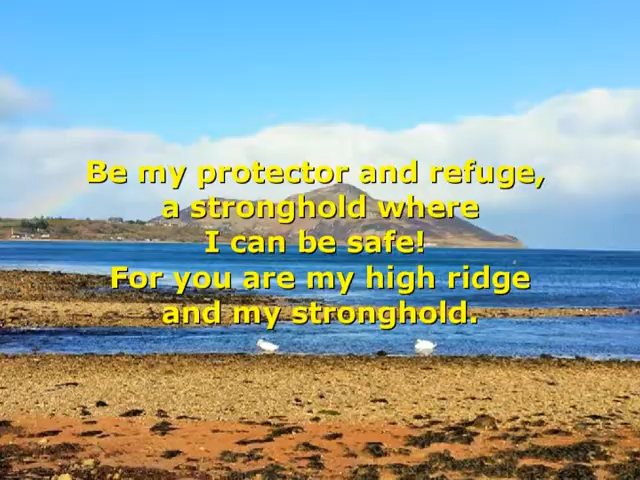 Be my protector and refuge,
a stronghold where
I can be safe!
For you are my high ridge
and my stronghold.